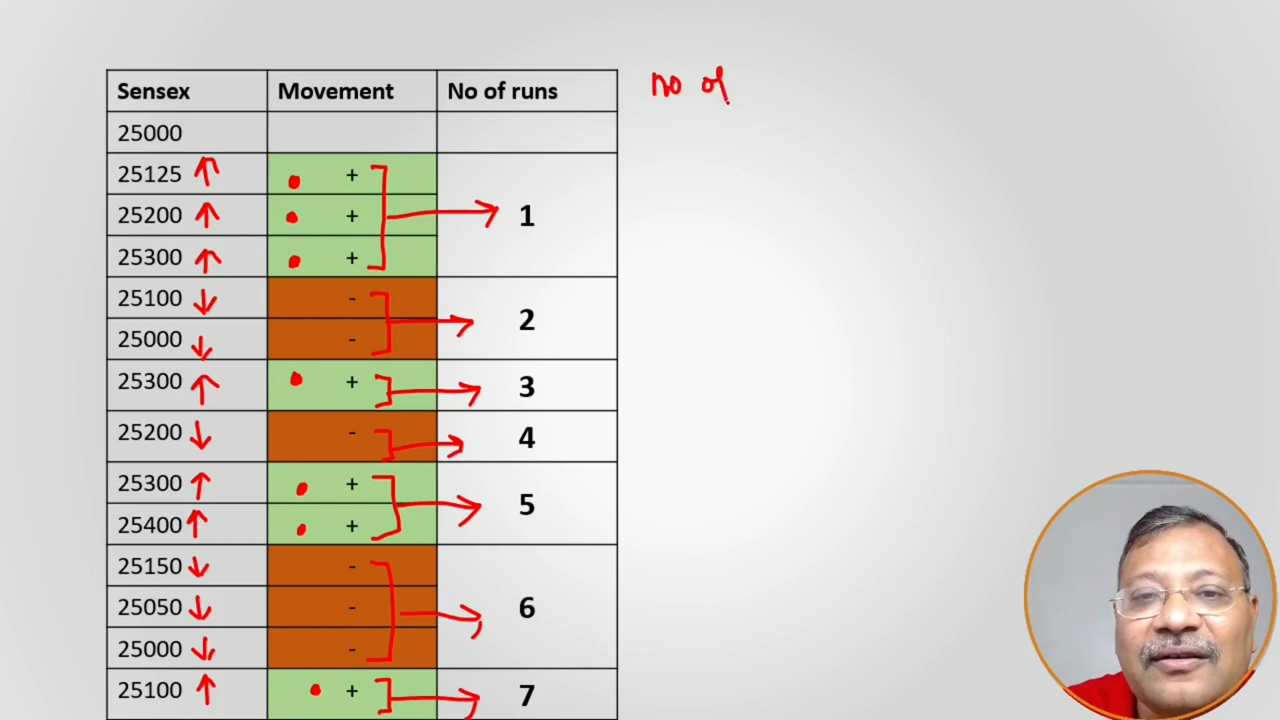 Sensex Movement No of runs no of
25000
25125 +
25200 + 1
25300 +
25100 -
2
25000 -
25300 + 3
25200 - 4
25300 +
5
25400 +
25150 -
25050 - 6
25000 -
25100 + 7